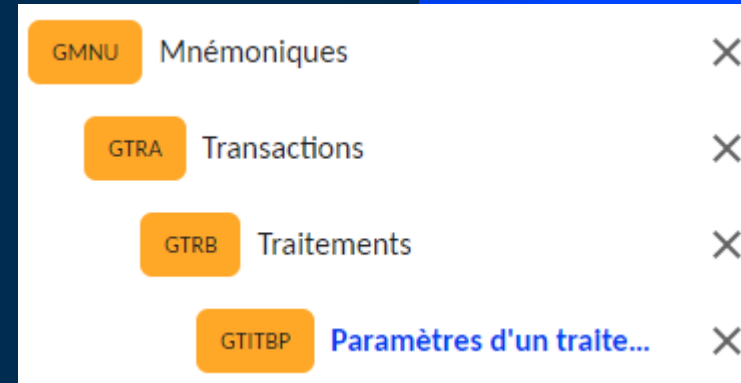 GMNU Mnémoniques
GTRA Transactions
GTRB Traitements
GTITBP Paramètres d'un traite...